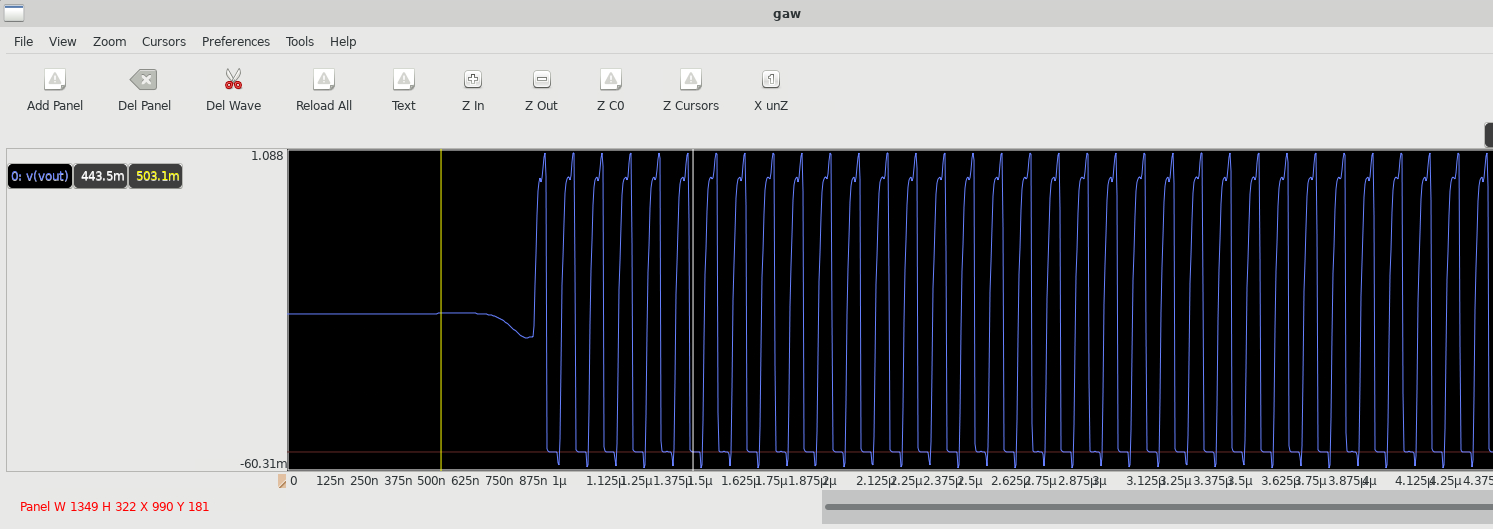 gaw
File View Zoom Cursors Preferences Tools Help
Add Panel Del Panel Del Wave Reload All Text Z In Z Out Z C0 Z Cursors X unZ
1.088
0: v(vout) 443.5m 503.1m
-60.31m
0 125n 250n 375n 500n 625n 750n 875n 1µ 1.125µ 1.25µ 1.375µ 1.5µ 1.625µ 1.75µ 1.875µ 2µ 2.125µ 2.25µ 2.375µ 2.5µ 2.625µ 2.75µ 2.875µ 3µ 3.125µ 3.25µ 3.375µ 3.5µ 3.625µ 3.75µ 3.875µ 4µ 4.125µ 4.25µ 4.375
Panel W 1349 H 322 X 990 Y 181